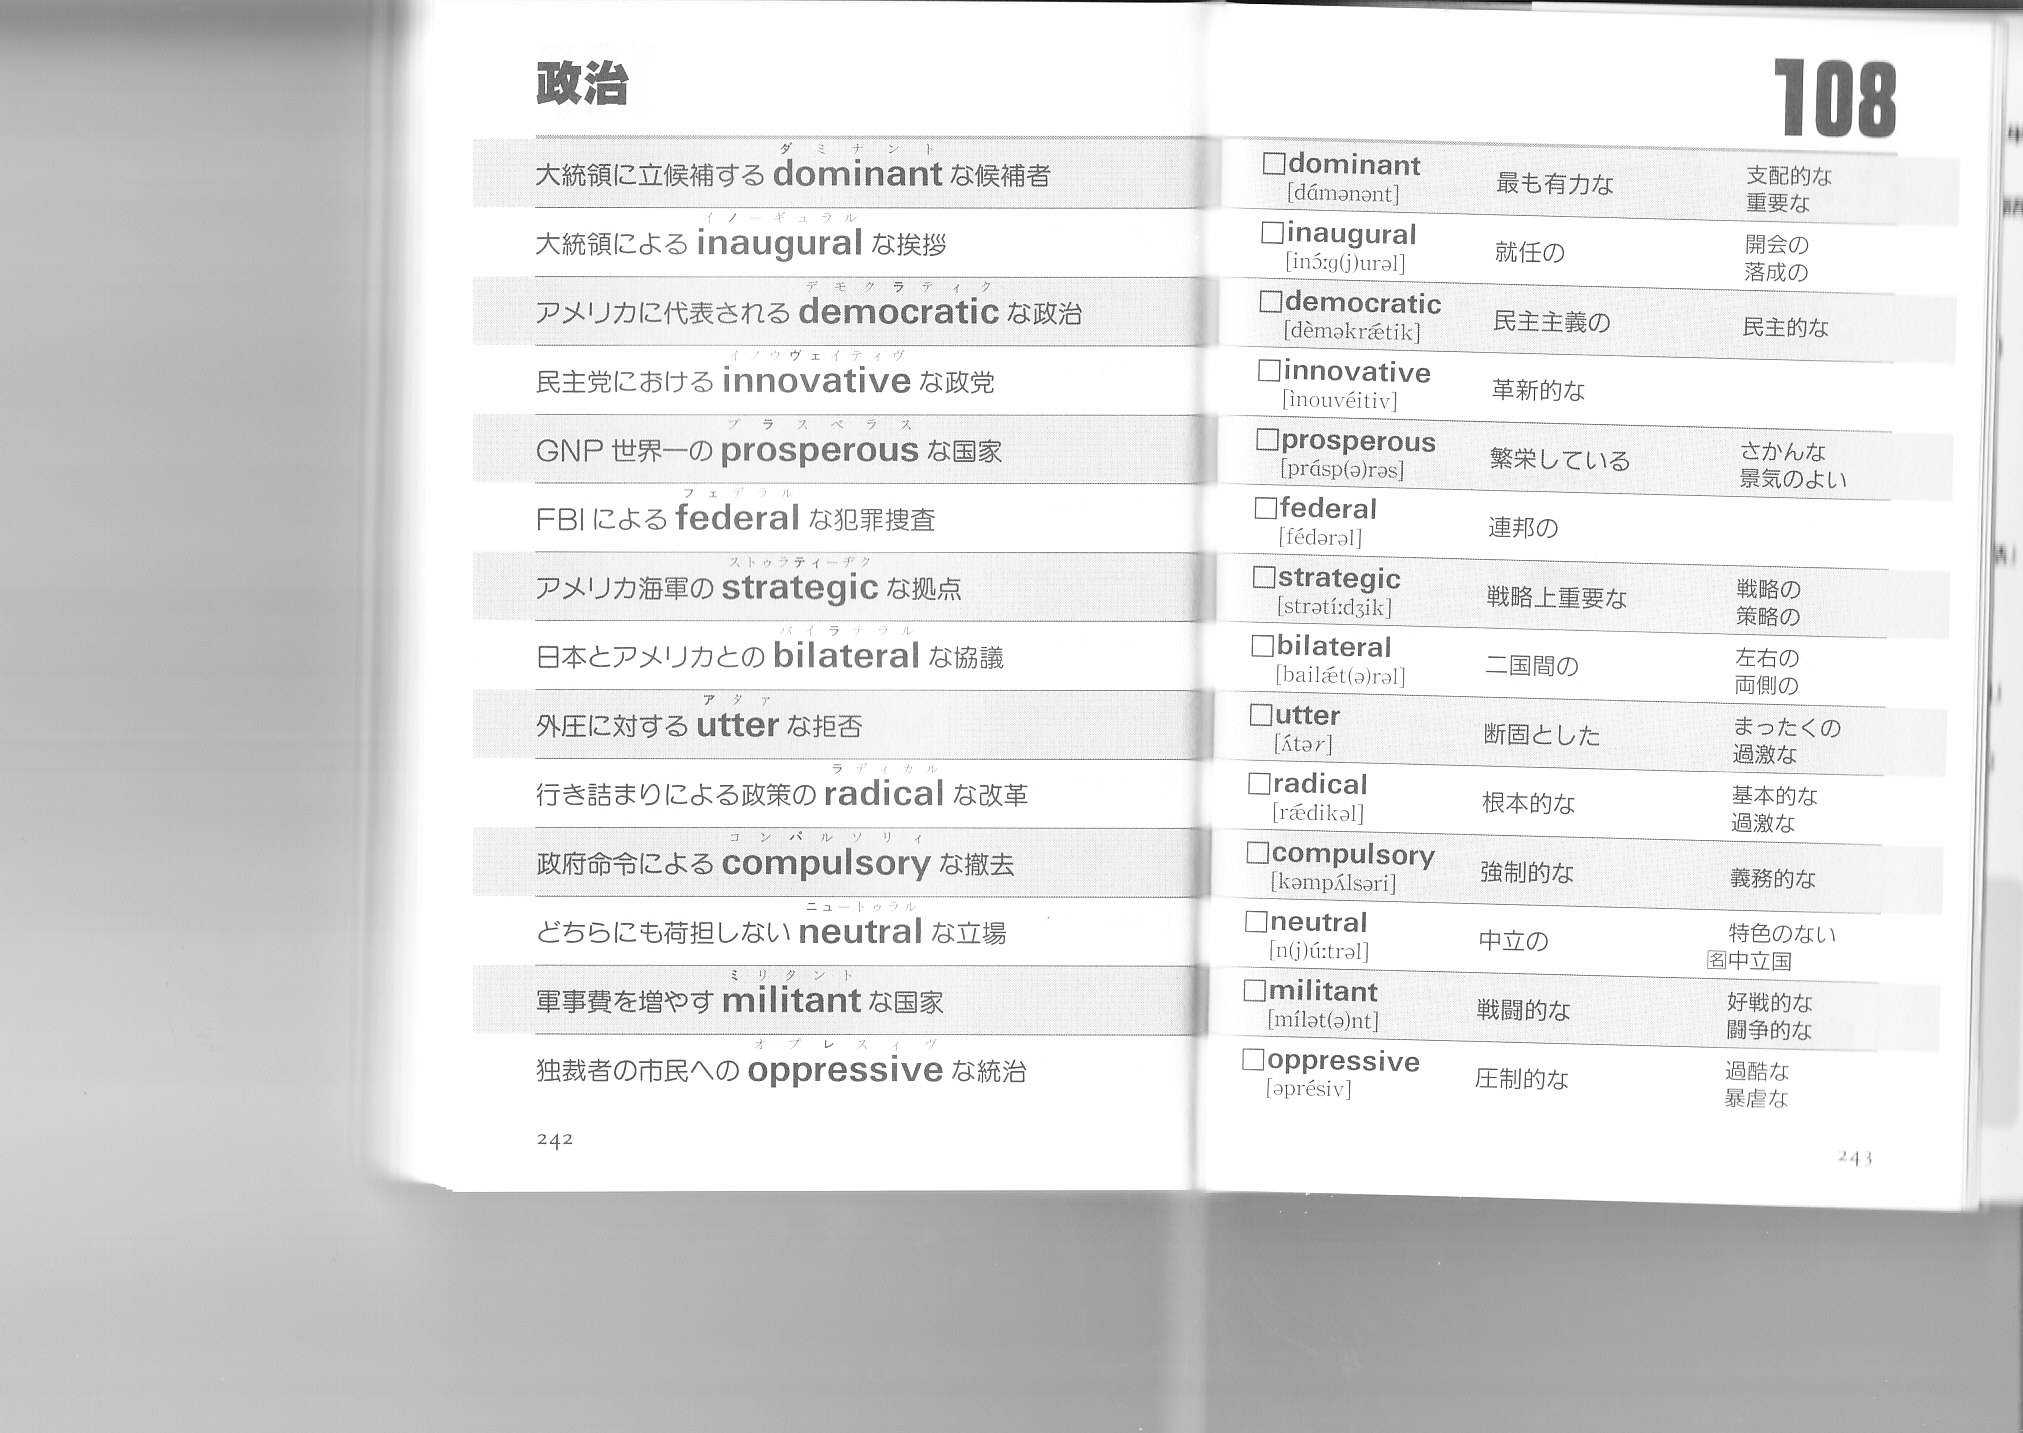 政治
ダミナント
大統領に立候補する dominant な候補者
イノーギュラル
大統領による inaugural な挨拶
デモクラティク
アメリカに代表される democratic な政治
イノウヴェイティヴ
民主党における innovative な政党
プラスペラス
GNP 世界一の prosperous な国家
フェデラル
FBI による federal な犯罪捜査
ストゥラティーヂク
アメリカ海軍の strategic な拠点
バイラテラル
日本とアメリカとの bilateral な協議
アタァ
外圧に対する utter な拒否
ラディカル
行き詰まりによる政策の radical な改革
コンパルソリィ
政府命令による compulsory な撤去
ニュートゥラル
どちらにも荷担しない neutral な立場
ミリタント
軍事費を増やす militant な国家
オプレスィヴ
独裁者の市民への oppressive な統治
242
108
□dominant 最も有力な 支配的な
[dɑ́mənənt] 重要な
□inaugural 就任の 開会の
[inɔ́ːg(j)urəl] 落成の
□democratic 民主主義の 民主的な
[dèməkrǽtik]
□innovative 革新的な
[ìnouvéitiv]
□prosperous 繁栄している さかんな
[prɑ́sp(ə)rəs] 景気のよい
□federal 連邦の
[fédərəl]
□strategic 戦略上重要な 戦略の
[strətíːdʒik] 策略の
□bilateral 二国間の 左右の
[bailǽt(ə)rəl] 両側の
□utter 断固とした まったくの
[ʌ́tər] 過激な
□radical 根本的な 基本的な
[rǽdikəl] 過激な
□compulsory 強制的な 義務的な
[kəmpʌ́lsəri]
□neutral 中立の 特色のない
[n(j)úːtrəl] 名中立国
□militant 戦闘的な 好戦的な
[mílət(ə)nt] 闘争的な
□oppressive 圧制的な 過酷な
[əprésiv] 暴虐な
243